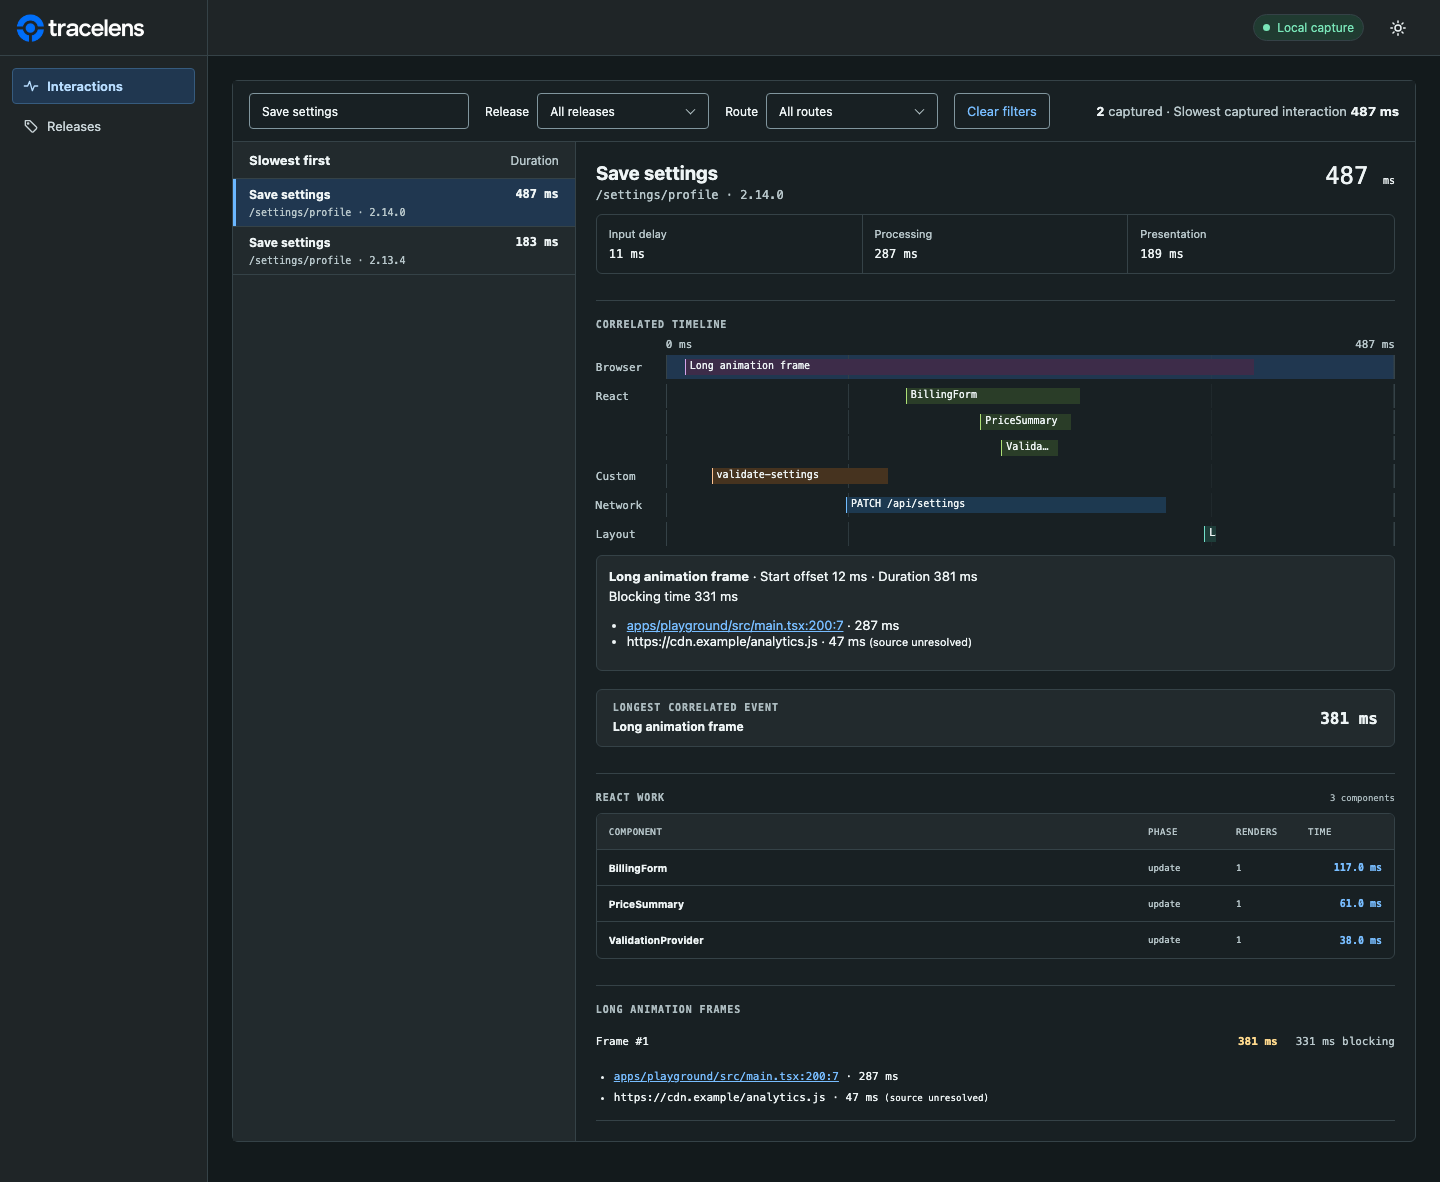 tracelens
Local capture
Interactions
Releases
Save settings
Release
All releases
Route
All routes
Clear filters
2 captured · Slowest captured interaction 487 ms
Slowest first
Duration
Save settings
487 ms
/settings/profile · 2.14.0
Save settings
183 ms
/settings/profile · 2.13.4
Save settings
487 ms
/settings/profile · 2.14.0
Input delay
11 ms
Processing
287 ms
Presentation
189 ms
CORRELATED TIMELINE
0 ms
487 ms
Browser
Long animation frame
React
BillingForm
PriceSummary
Valida…
Custom
validate-settings
Network
PATCH /api/settings
Layout
L
Long animation frame · Start offset 12 ms · Duration 381 ms
Blocking time 331 ms
• apps/playground/src/main.tsx:200:7 · 287 ms
• https://cdn.example/analytics.js · 47 ms (source unresolved)
LONGEST CORRELATED EVENT
Long animation frame
381 ms
REACT WORK
3 components
COMPONENT PHASE RENDERS TIME
BillingForm update 1 117.0 ms
PriceSummary update 1 61.0 ms
ValidationProvider update 1 38.0 ms
LONG ANIMATION FRAMES
Frame #1
381 ms 331 ms blocking
• apps/playground/src/main.tsx:200:7 · 287 ms
• https://cdn.example/analytics.js · 47 ms (source unresolved)